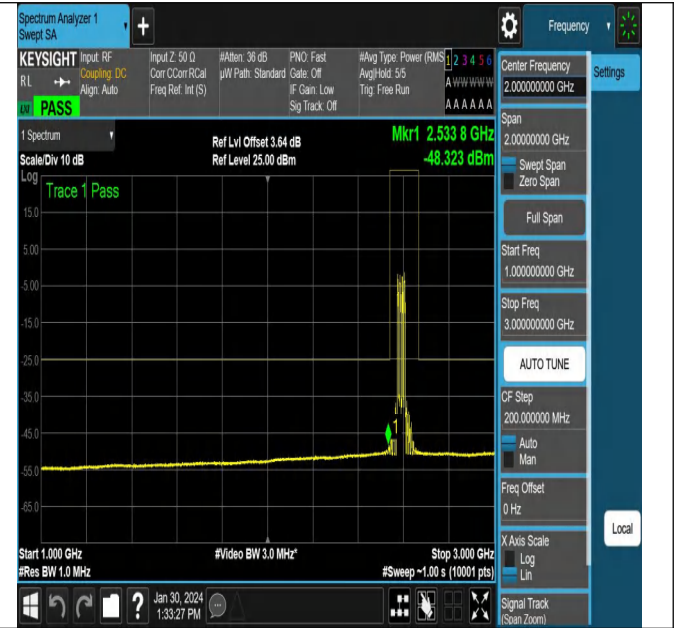 Spectrum Analyzer 1
Swept SA
+
Frequency
KEYSIGHT
RL
PASS
Input: RF
Coupling: DC
Align: Auto
Input Z: 50 Ω
Corr CCorr RCal
Freq Ref: Int (S)
#Atten: 36 dB
µW Path: Standard
PNO: Fast
Gate: Off
IF Gain: Low
Sig Track: Off
#Avg Type: Power (RMS
Avg|Hold: 5/5
Trig: Free Run
1 2 3 4 5 6
A W W W W W
A A A A A A
Center Frequency
2.000000000 GHz
Settings
Span
2.00000000 GHz
Swept Span
Zero Span
Full Span
Start Freq
1.000000000 GHz
Stop Freq
3.000000000 GHz
AUTO TUNE
CF Step
200.000000 MHz
Auto
Man
Freq Offset
0 Hz
X Axis Scale
Log
Lin
Signal Track
(Span Zoom)
Local
1 Spectrum
Scale/Div 10 dB
Ref Lvl Offset 3.64 dB
Ref Level 25.00 dBm
Mkr1 2.533 8 GHz
-48.323 dBm
Log
Trace 1 Pass
15.0
5.00
-5.00
-15.0
-25.0
-35.0
-45.0
-55.0
-65.0
1
Start 1.000 GHz
#Res BW 1.0 MHz
#Video BW 3.0 MHz*
Stop 3.000 GHz
#Sweep ~1.00 s (10001 pts)
?
Jan 30, 2024
1:33:27 PM